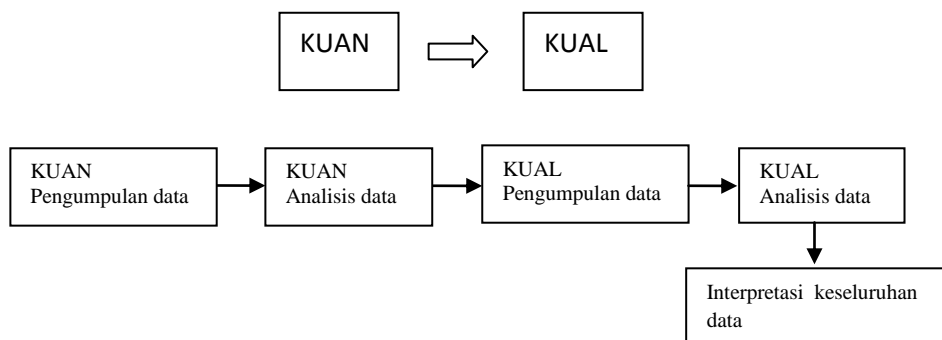 KUAN
KUAL
KUAN
Pengumpulan data
KUAN
Analisis data
KUAL
Pengumpulan data
KUAL
Analisis data
Interpretasi keseluruhan
data